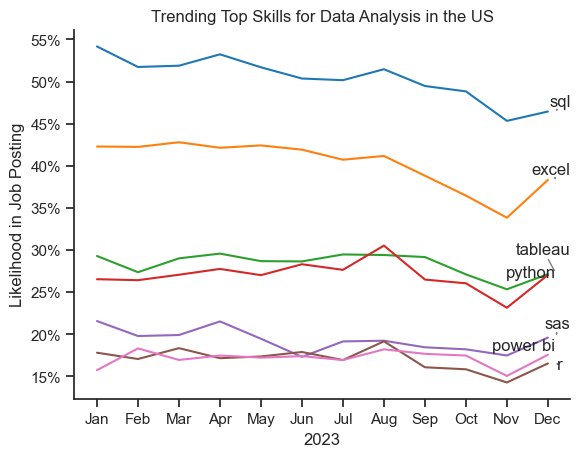 Trending Top Skills for Data Analysis in the US
Likelihood in Job Posting
55%
50%
45%
40%
35%
30%
25%
20%
15%
sql
excel
tableau
python
sas
power bi
r
Jan Feb Mar Apr May Jun Jul Aug Sep Oct Nov Dec
2023